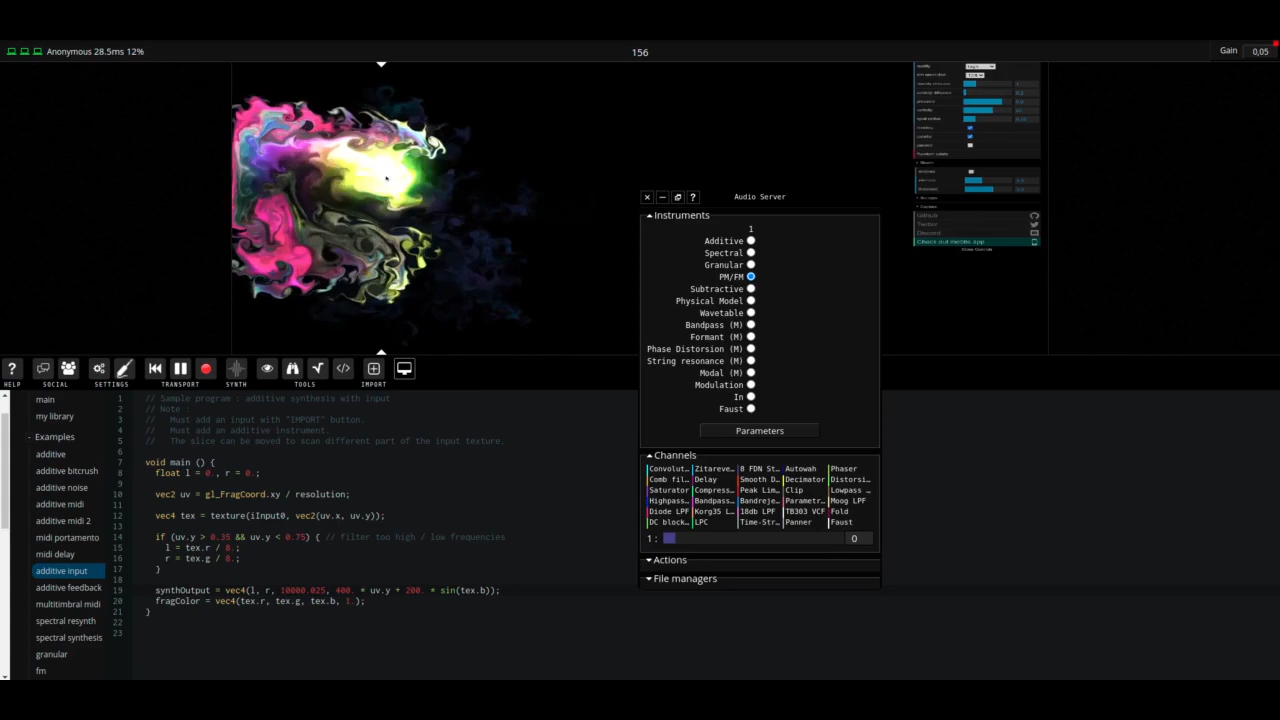 Anonymous 28.5ms 12%
156
Gain 0,05
Github
Twitter
Discord
Check out mobile app
Close Controls
? HELP SOCIAL SETTINGS TRANSPORT SYNTH TOOLS IMPORT
main
my library
- Examples
additive
additive bitcrush
additive noise
additive midi
additive midi 2
midi portamento
midi delay
additive input
additive feedback
multitimbral midi
spectral resynth
spectral synthesis
granular
fm
1 // Sample program : additive synthesis with input
2 // Note :
3 // Must add an input with "IMPORT" button.
4 // Must add an additive instrument.
5 // The slice can be moved to scan different part of the input texture.
6
7 void main () {
8 float l = 0., r = 0.;
9
10 vec2 uv = gl_FragCoord.xy / resolution;
11
12 vec4 tex = texture(iInput0, vec2(uv.x, uv.y));
13
14 if (uv.y > 0.35 && uv.y < 0.75) { // filter too high / low frequencies
15 l = tex.r / 8.;
16 r = tex.g / 8.;
17 }
18
19 synthOutput = vec4(l, r, 10000.025, 400. * uv.y + 200. * sin(tex.b));
20 fragColor = vec4(tex.r, tex.g, tex.b, 1.);
21 }
22
23
? Audio Server
Instruments
1
Additive
Spectral
Granular
PM/FM
Subtractive
Physical Model
Wavetable
Bandpass (M)
Formant (M)
Phase Distorsion (M)
String resonance (M)
Modal (M)
Modulation
In
Faust
Parameters
Channels
Convolut… Zitareve… 8 FDN St… Autowah Phaser
Comb fil… Delay Smooth D… Decimator Distorsi…
Saturator Compress… Peak Lim… Clip Lowpass …
Highpass… Bandpass… Bandreje… Parametr… Moog LPF
Diode LPF Korg35 L… 18db LPF TB303 VCF Fold
DC block… LPC Time-Str… Panner Faust
1 : 0
Actions
File managers